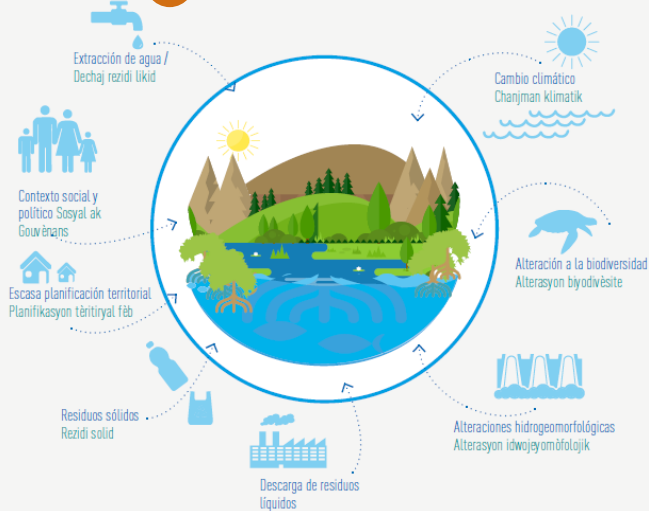 Extracción de agua /
Dechaj rezidi likid
Cambio climático
Chanjman klimatik
Contexto social y
político Sosyal ak
Gouvènans
Alteración a la biodiversidad
Alterasyon biyodivèsite
Escasa planificación territorial
Planifikasyon tèritiryal fèb
Residuos sólidos
Rezidi solid
Alteraciones hidrogeomorfológicas
Alterasyon idwojeyomòfolojik
Descarga de residuos
líquidos